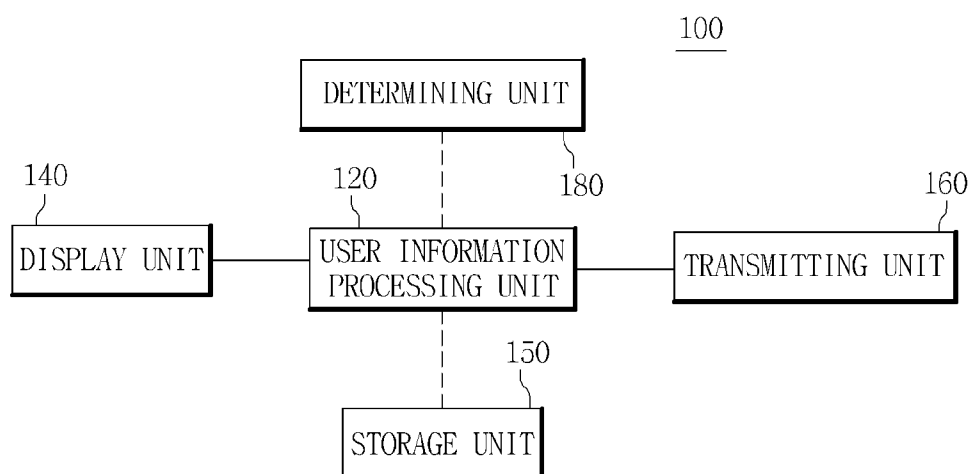 100
DETERMINING UNIT
180
140
120
160
DISPLAY UNIT
USER INFORMATION
PROCESSING UNIT
TRANSMITTING UNIT
150
STORAGE UNIT